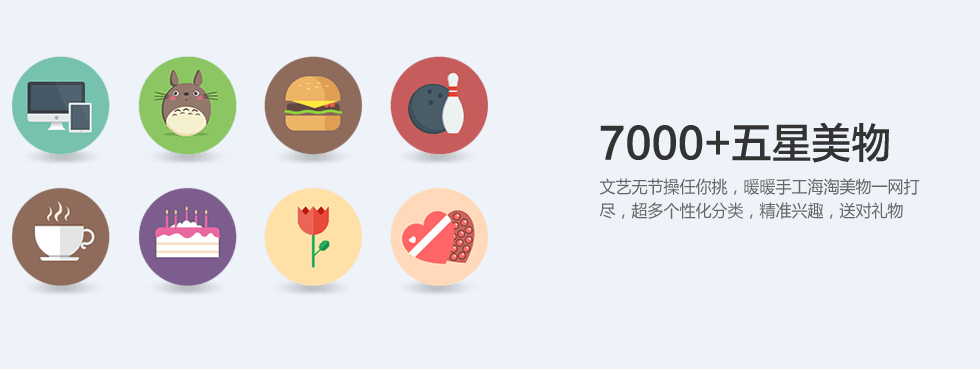 7000+五星美物
文艺无节操任你挑，暖暖手工海淘美物一网打
尽，超多个性化分类，精准兴趣，送对礼物